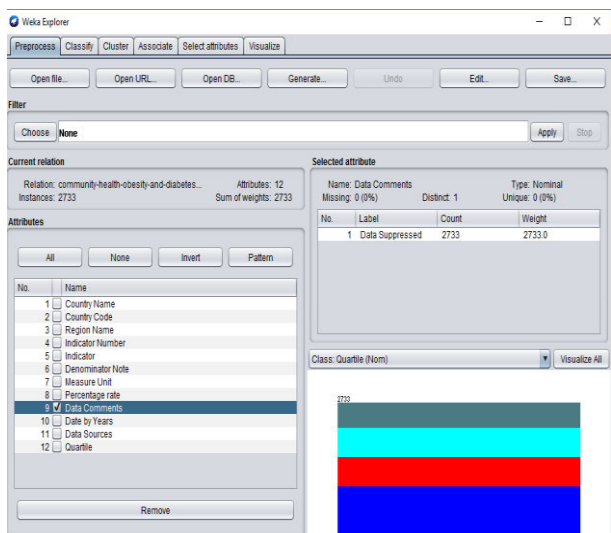 Weka Explorer
Preprocess Classify Cluster Associate Select attributes Visualize
Open file... Open URL... Open DB... Generate... Undo Edit... Save...
Filter
Choose None Apply Stop
Current relation
Relation: community-health-obesity-and-diabetes... Attributes: 12
Instances: 2733 Sum of weights: 2733
Attributes
All None Invert Pattern
No. Name
1 Country Name
2 Country Code
3 Region Name
4 Indicator Number
5 Indicator
6 Denominator Note
7 Measure Unit
8 Percentage rate
9 Data Comments
10 Date by Years
11 Data Sources
12 Quartile
Remove
Selected attribute
Name: Data Comments Type: Nominal
Missing: 0 (0%) Distinct: 1 Unique: 0 (0%)
No. Label Count Weight
1 Data Suppressed 2733 2733.0
Class: Quartile (Nom) Visualize All
2733